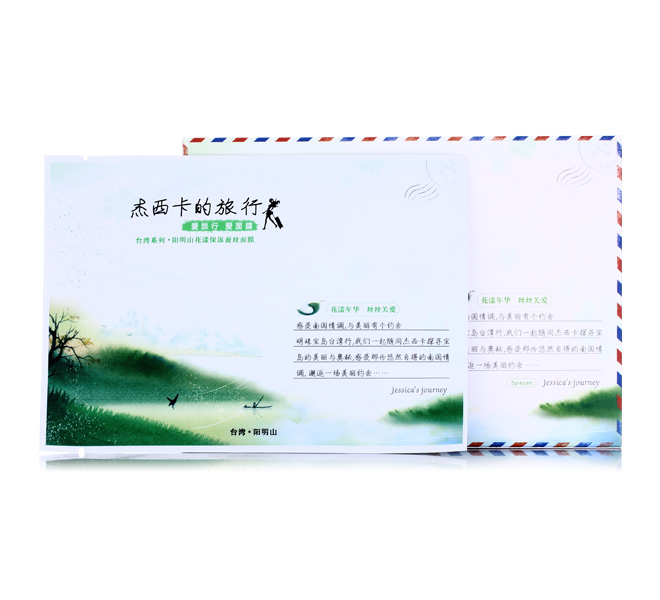 杰西卡的旅行
爱旅行 爱面膜
台湾系列·阳明山花漾保湿蚕丝面膜
花漾年华 丝丝关爱
感受南国情调,与美丽有个约会
明媚宝岛台湾行,我们一起随同杰西卡探寻宝
岛的美丽与奥秘,感受那份悠然自得的南国情
调,邂逅一场美丽约会……
Jessica's journey
台湾·阳明山
花漾年华 丝丝关爱
国情调,与美丽有个约会
岛台湾行,我们一起随同杰西卡探寻宝
丽与奥秘,感受那份悠然自得的南国情
一场美丽约会……
5pieces
Jessica's journey